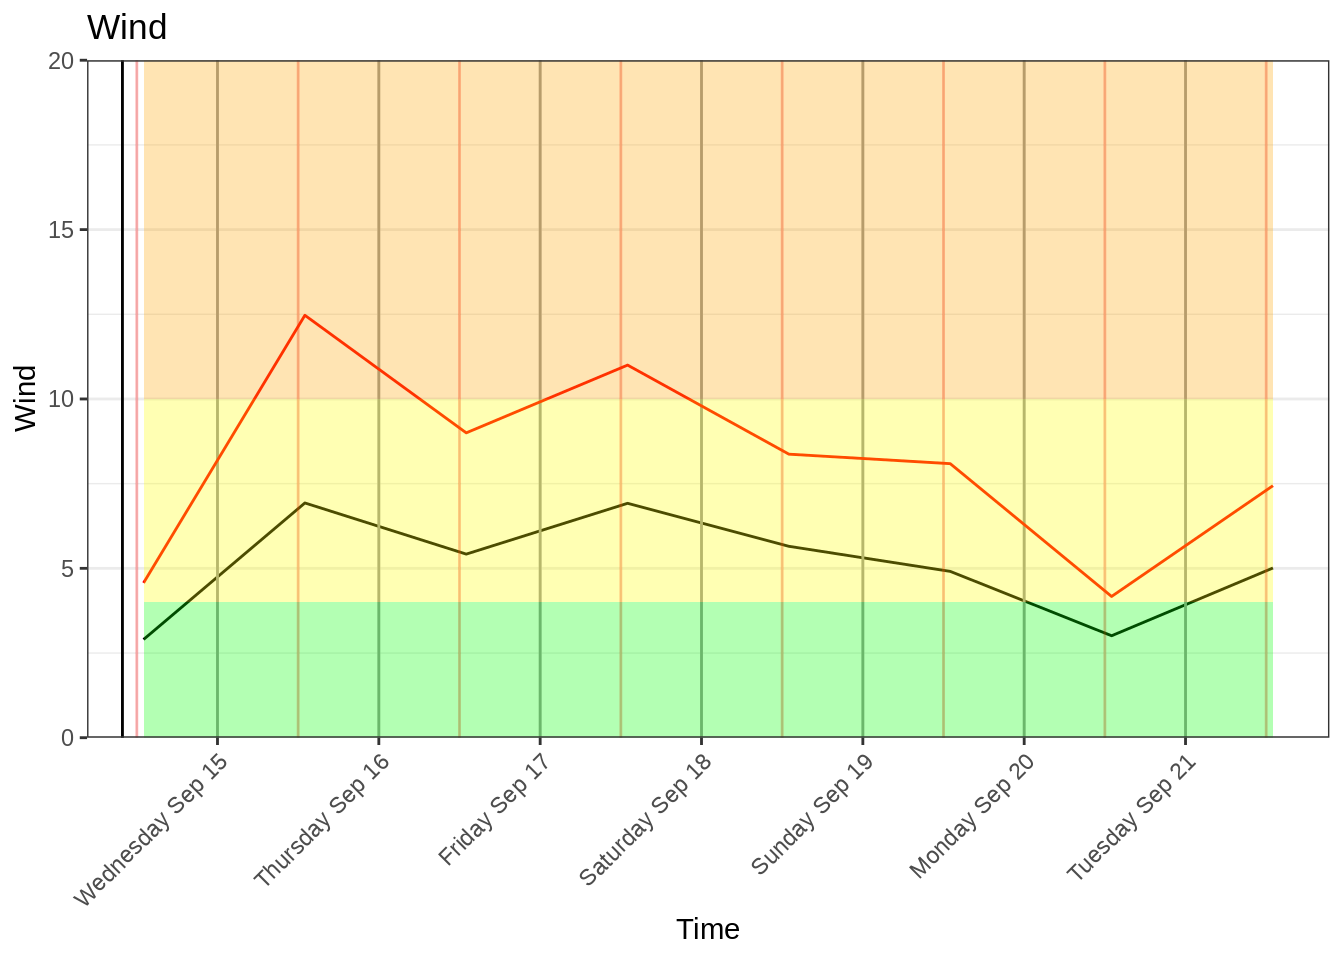 Wind
20
15
10
5
0
Wind
Wednesday Sep 15
Thursday Sep 16
Friday Sep 17
Saturday Sep 18
Sunday Sep 19
Monday Sep 20
Tuesday Sep 21
Time